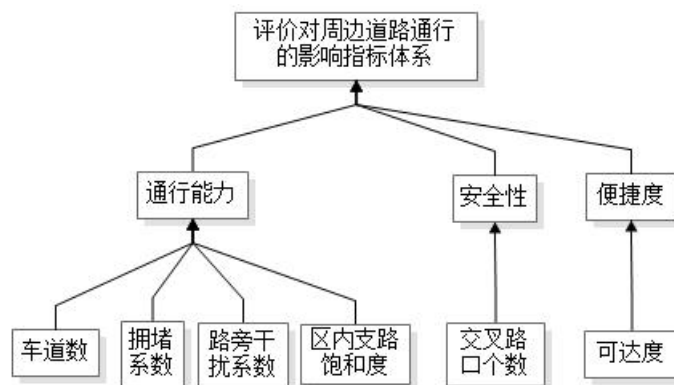 评价对周边道路通行
的影响指标体系
通行能力
安全性
便捷度
车道数
拥堵
系数
路旁干
扰系数
区内支路
饱和度
交叉路
口个数
可达度